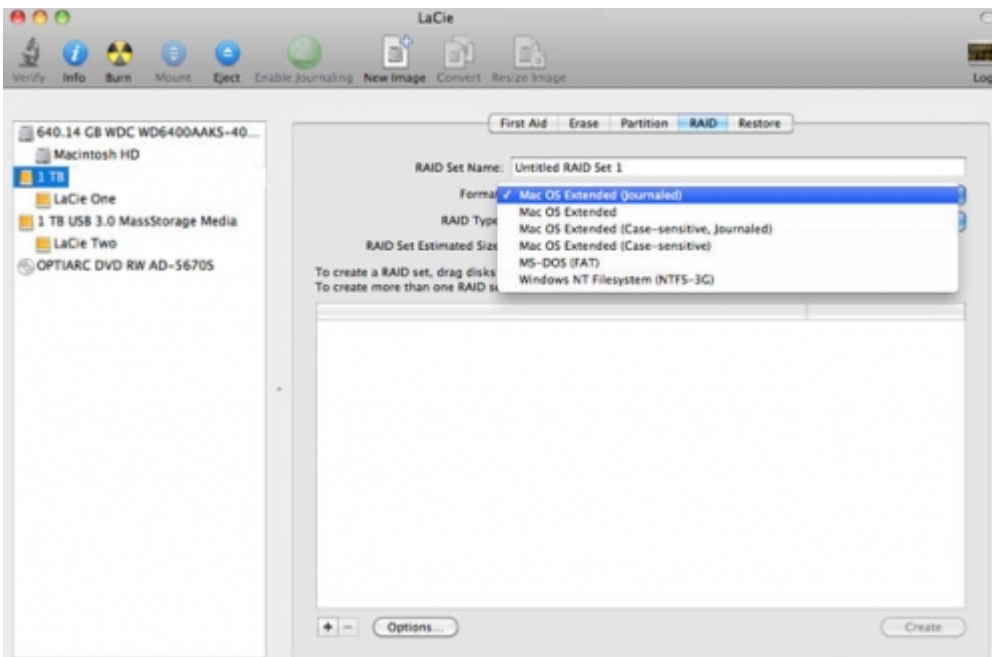 LaCie
Verify Info Burn Mount Eject Enable Journaling New Image Convert Resize Image Log
640.14 GB WDC WD6400AAKS-40...
Macintosh HD
1 TB
LaCie One
1 TB USB 3.0 MassStorage Media
LaCie Two
OPTIARC DVD RW AD-5670S
First Aid Erase Partition RAID Restore
RAID Set Name: Untitled RAID Set 1
Forma ✓ Mac OS Extended (Journaled)
Mac OS Extended
RAID Type
Mac OS Extended (Case-sensitive, Journaled)
RAID Set Estimated Size
Mac OS Extended (Case-sensitive)
MS-DOS (FAT)
Windows NT Filesystem (NTFS-3G)
To create a RAID set, drag disks
To create more than one RAID se
+ - Options... Create